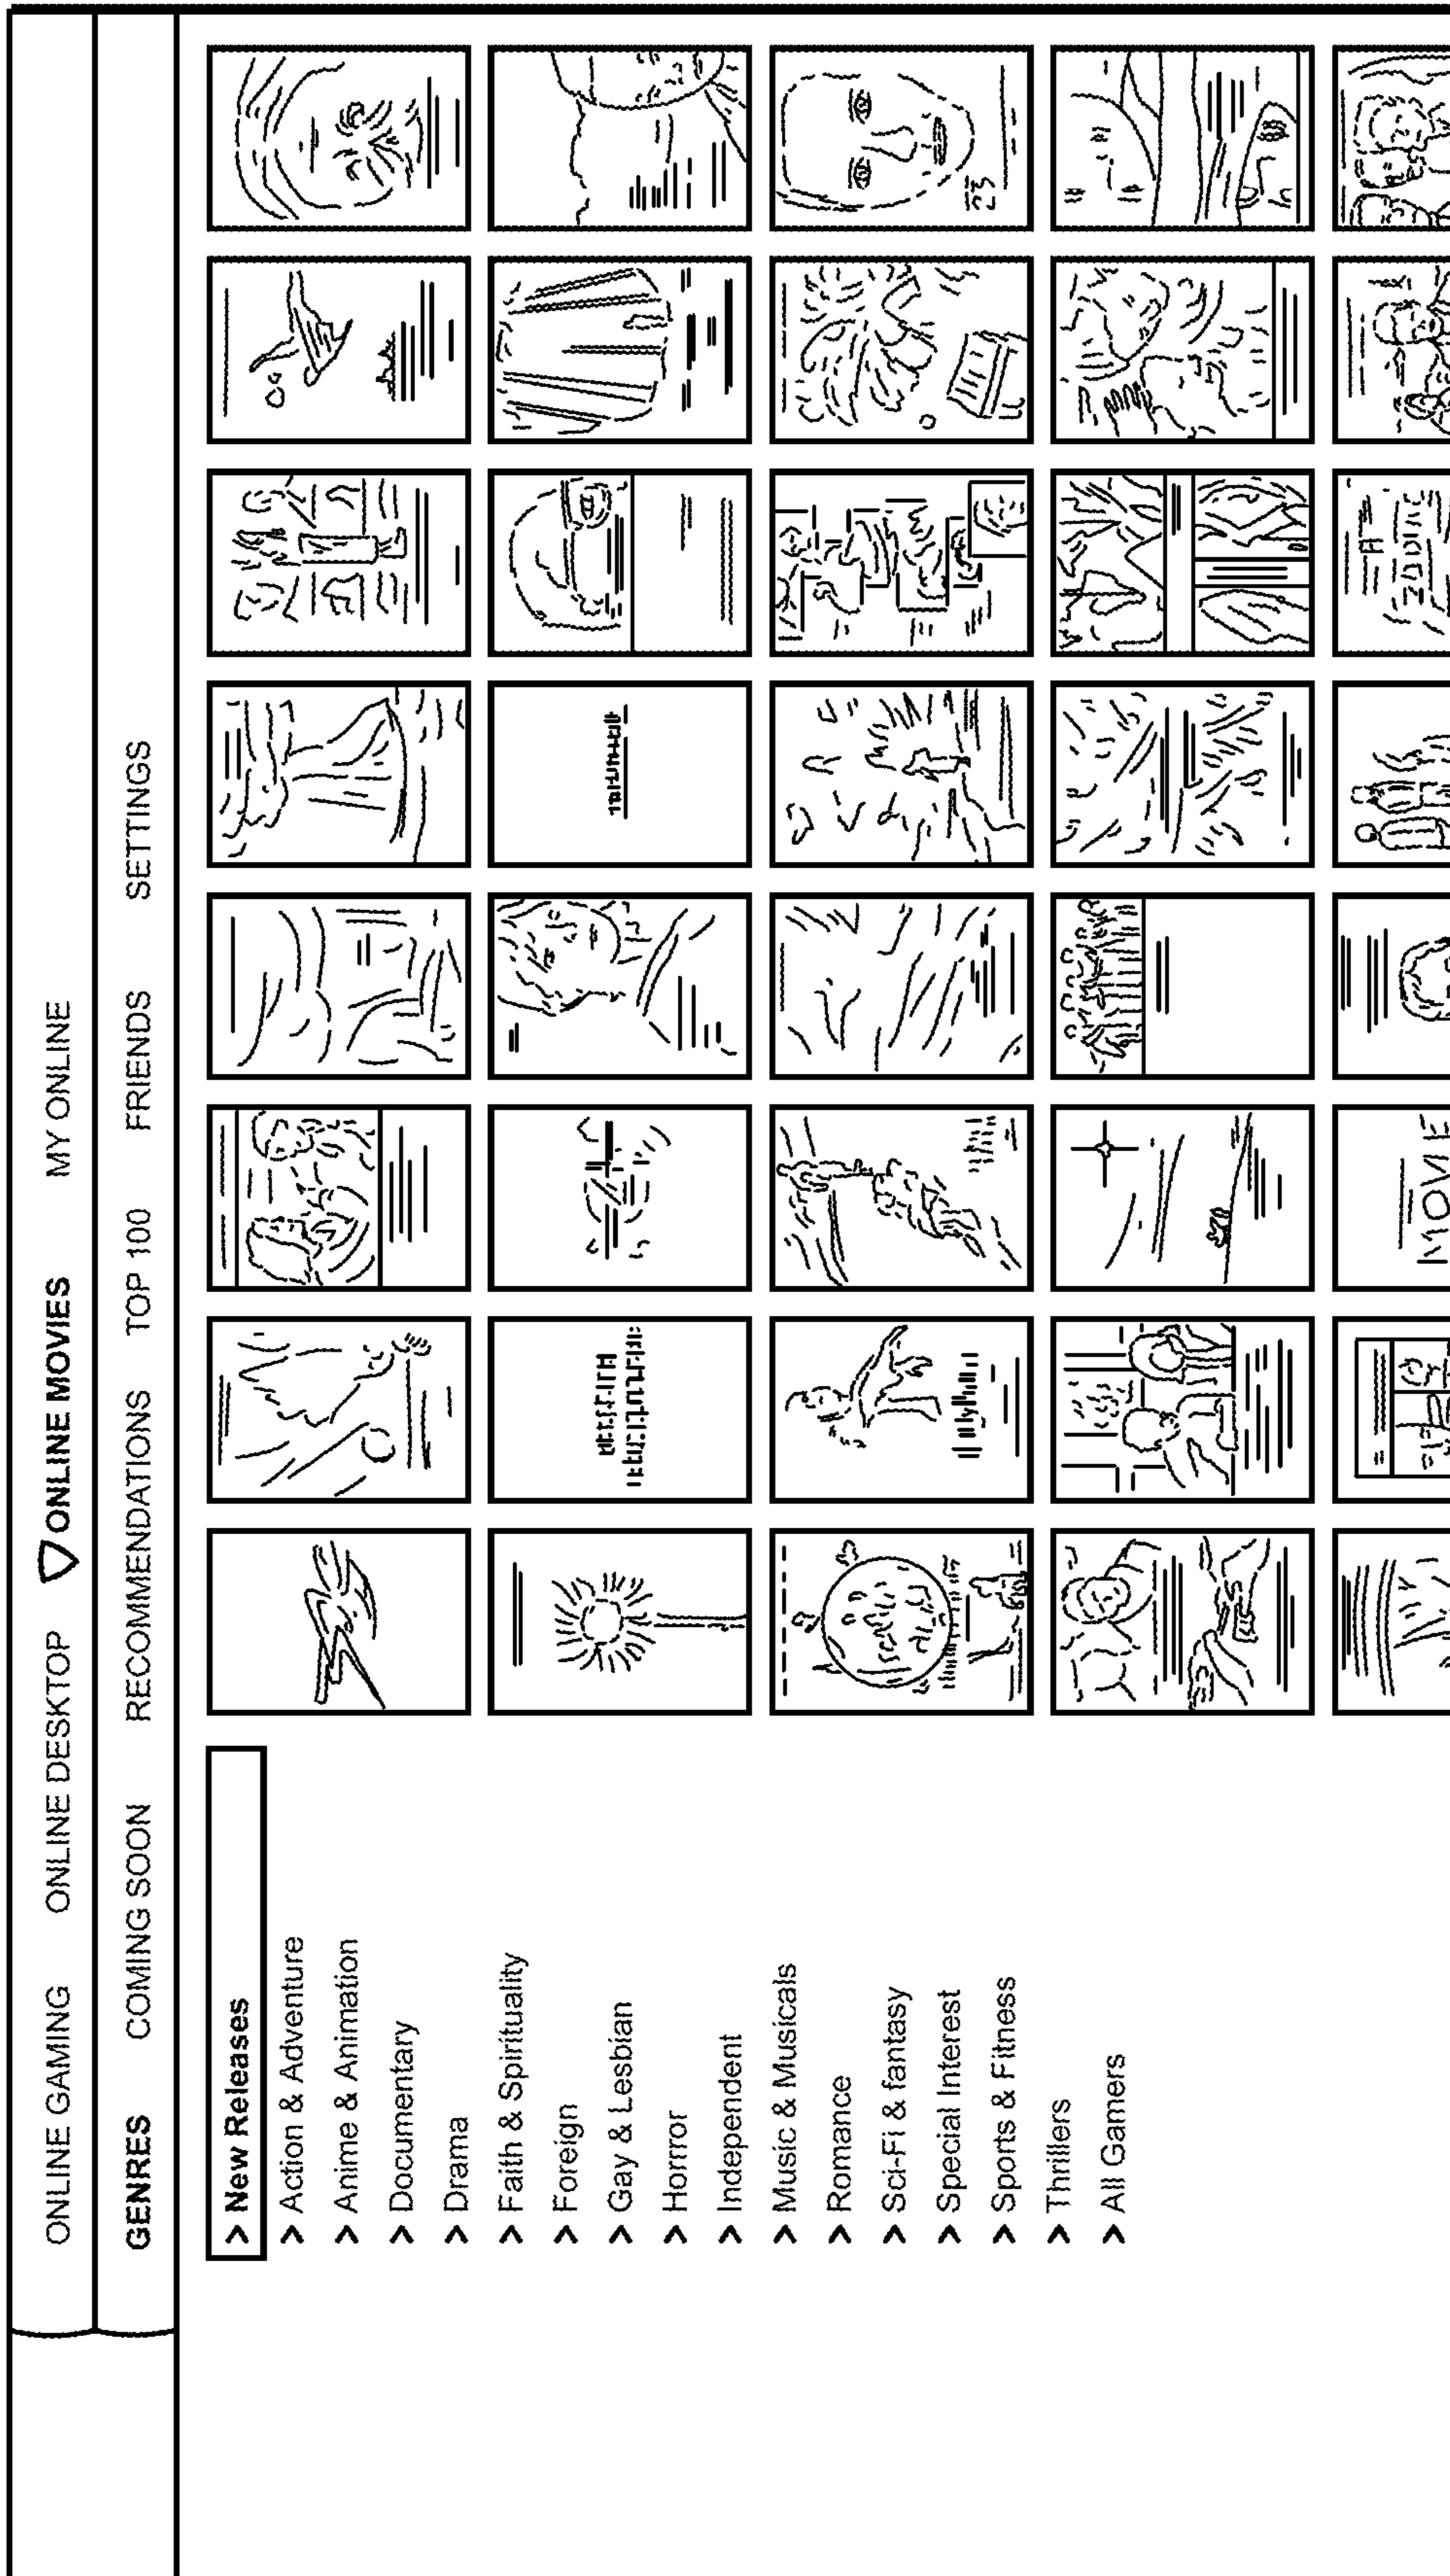 ONLINE GAMING ONLINE DESKTOP ONLINE MOVIES MY ONLINE
GENRES COMING SOON RECOMMENDATIONS TOP 100 FRIENDS SETTINGS
> New Releases
> Action & Adventure
> Anime & Animation
> Documentary
> Drama
> Faith & Spirituality
> Foreign
> Gay & Lesbian
> Horrror
> Independent
> Music & Musicals
> Romance
> Sci-Fi & fantasy
> Special Interest
> Sports & Fitness
> Thrillers
> All Gamers
25
MOVIE
A